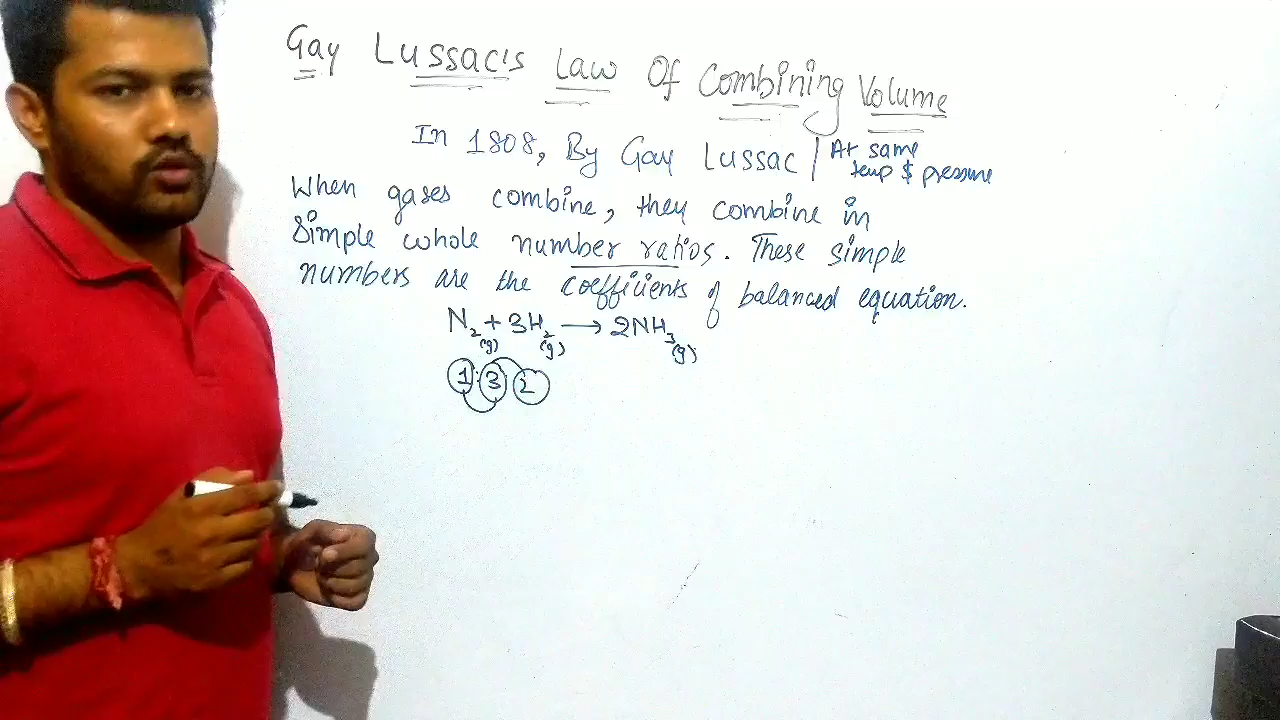 Gay Lussac's Law Of Combining Volume
In 1808, By Gay Lussac | At same
temp & pressure
When gases combine, they combine in
Simple whole number ratios. These simple
numbers are the coefficients of balanced equation.
N₂(g) + 3H₂(g) → 2NH₃(g)
1 : 3 2